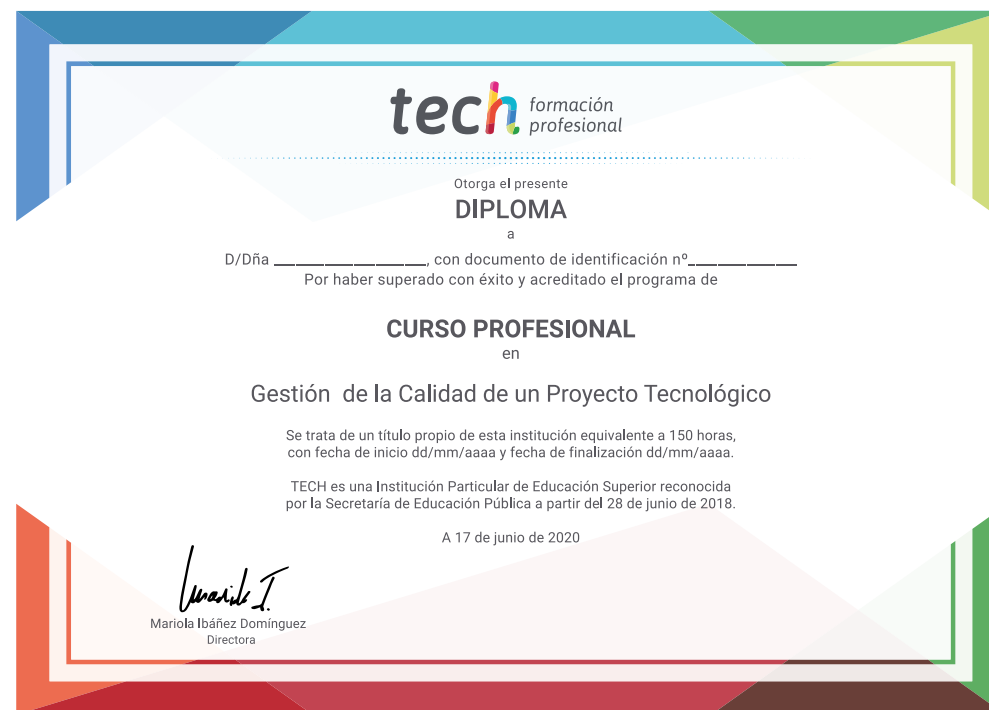 tech formación
profesional
Otorga el presente
DIPLOMA
a
D/Dña ______________, con documento de identificación nº__________
Por haber superado con éxito y acreditado el programa de
CURSO PROFESIONAL
en
Gestión de la Calidad de un Proyecto Tecnológico
Se trata de un título propio de esta institución equivalente a 150 horas,
con fecha de inicio dd/mm/aaaa y fecha de finalización dd/mm/aaaa.
TECH es una Institución Particular de Educación Superior reconocida
por la Secretaría de Educación Pública a partir del 28 de junio de 2018.
A 17 de junio de 2020
Mariola Ibáñez Domínguez
Directora